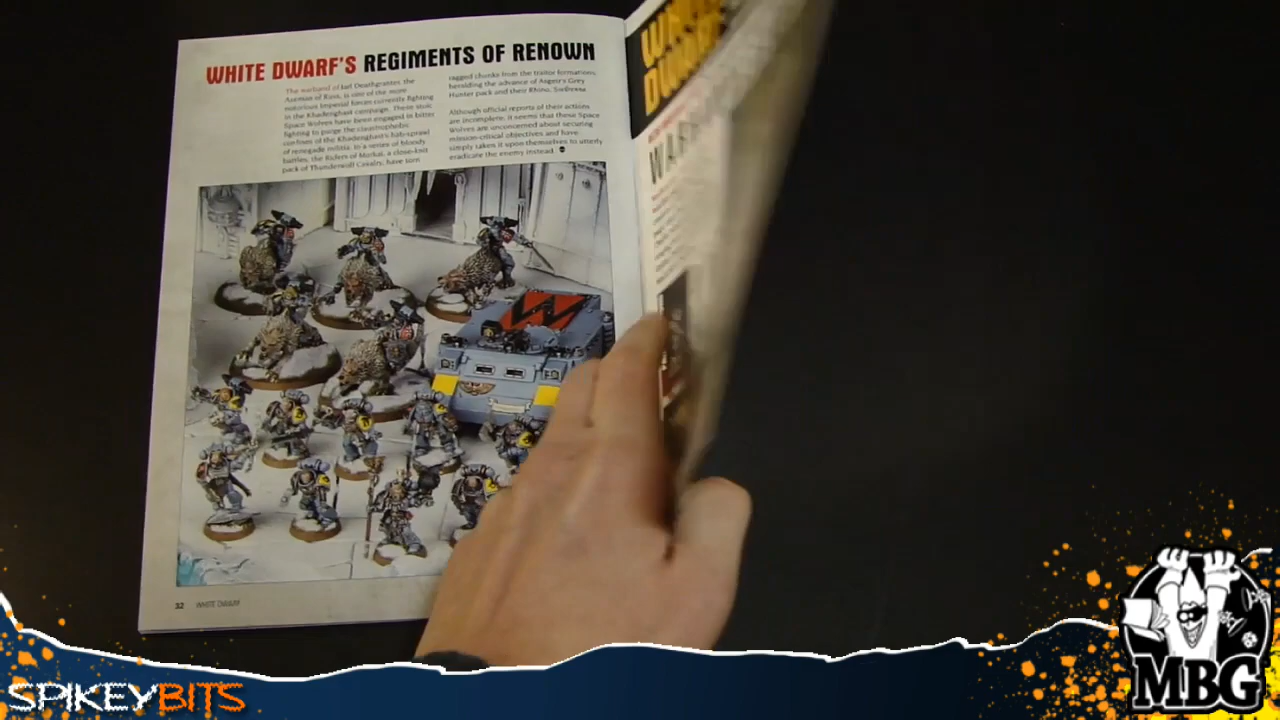 WHITE DWARF'S REGIMENTS OF RENOWN
The warband of Jarl Deathgranter, the
Axeman of Russ, is one of the more
notorious Imperial forces currently fighting
in the Khadenghast campaign. These stoic
Space Wolves have been engaged in bitter
fighting to purge the claustrophobic
confines of the Khadenghast's hab-sprawl
of renegade militia. In a series of bloody
battles, the Riders of Morkai, a close-knit
pack of Thunderwolf Cavalry, have torn
ragged chunks from the traitor formations,
heralding the advance of Asgeir's Grey
Hunter pack and their Rhino,
Although official reports of their actions
are incomplete, it seems that these Space
Wolves are unconcerned about securing
mission-critical objectives and have
simply taken it upon themselves to utterly
eradicate the enemy instead.
WHITE
DWARF
32 WHITE DWARF
SPIKEYBITS
MBG